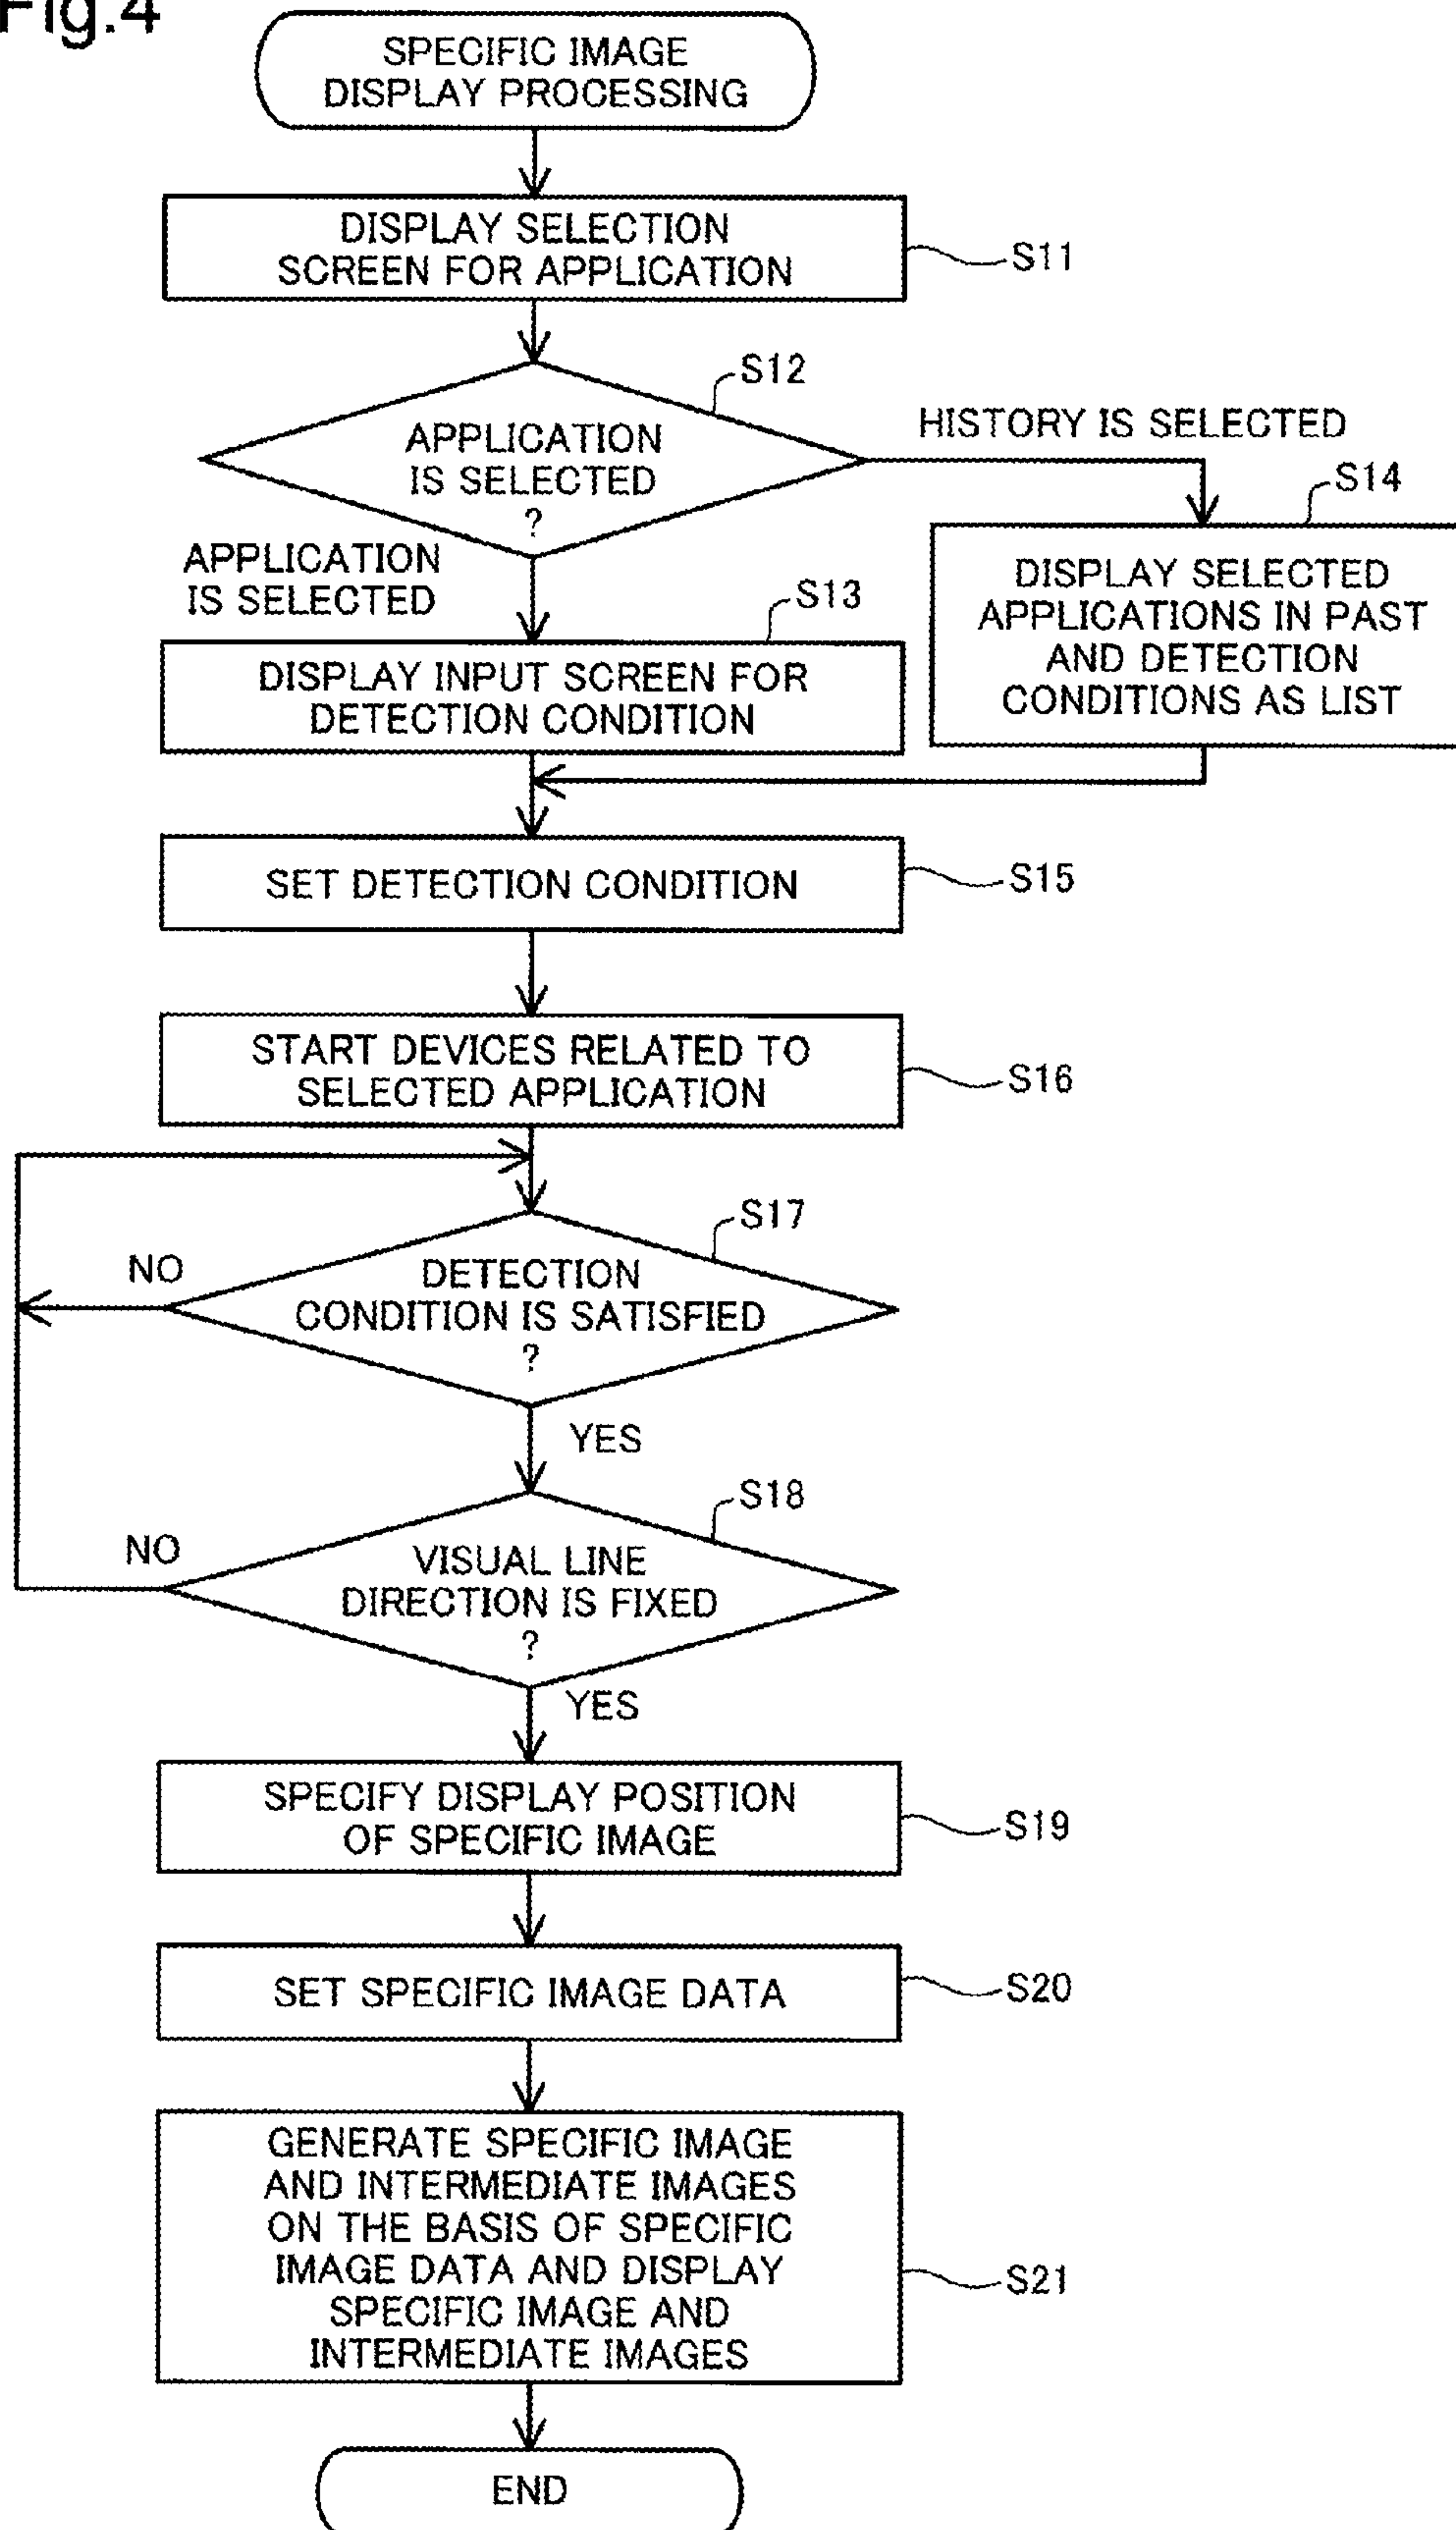 Fig.4
SPECIFIC IMAGE
DISPLAY PROCESSING
DISPLAY SELECTION
SCREEN FOR APPLICATION
S11
S12
APPLICATION
IS SELECTED
?
HISTORY IS SELECTED
S14
DISPLAY SELECTED
APPLICATIONS IN PAST
AND DETECTION
CONDITIONS AS LIST
APPLICATION
IS SELECTED
S13
DISPLAY INPUT SCREEN FOR
DETECTION CONDITION
SET DETECTION CONDITION
S15
START DEVICES RELATED TO
SELECTED APPLICATION
S16
S17
NO
DETECTION
CONDITION IS SATISFIED
?
YES
S18
NO
VISUAL LINE
DIRECTION IS FIXED
?
YES
SPECIFY DISPLAY POSITION
OF SPECIFIC IMAGE
S19
SET SPECIFIC IMAGE DATA
S20
GENERATE SPECIFIC IMAGE
AND INTERMEDIATE IMAGES
ON THE BASIS OF SPECIFIC
IMAGE DATA AND DISPLAY
SPECIFIC IMAGE AND
INTERMEDIATE IMAGES
S21
END